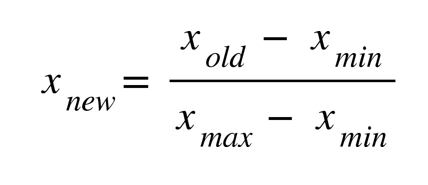 x_new = (x_old − x_min) / (x_max − x_min)